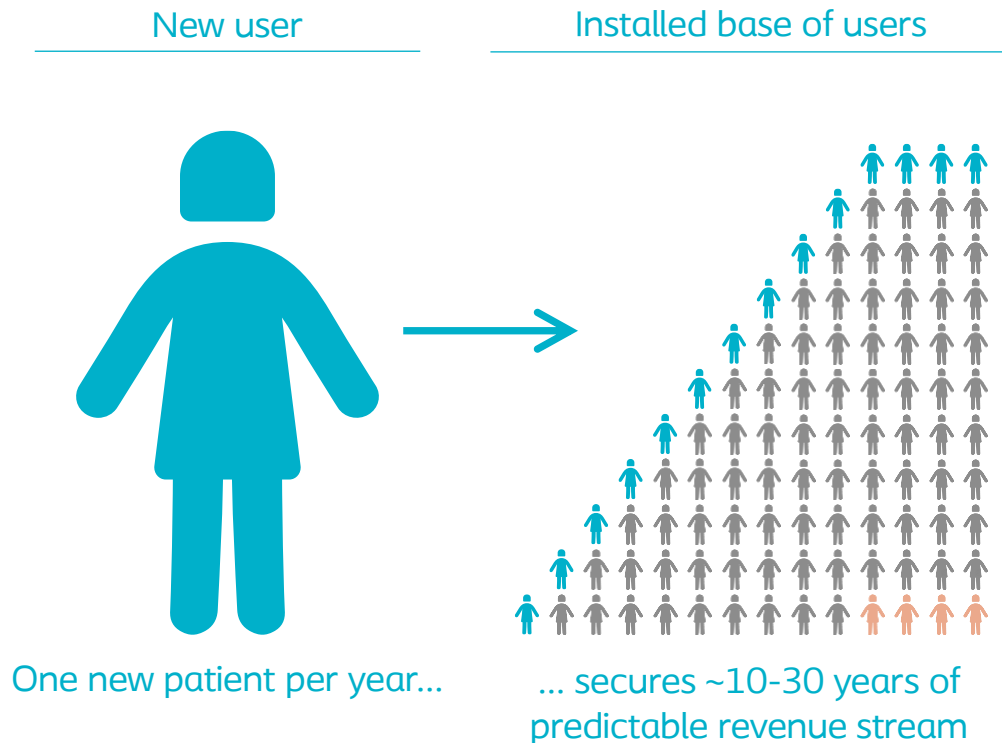 New user
Installed base of users
One new patient per year...
... secures ~10-30 years of
predictable revenue stream